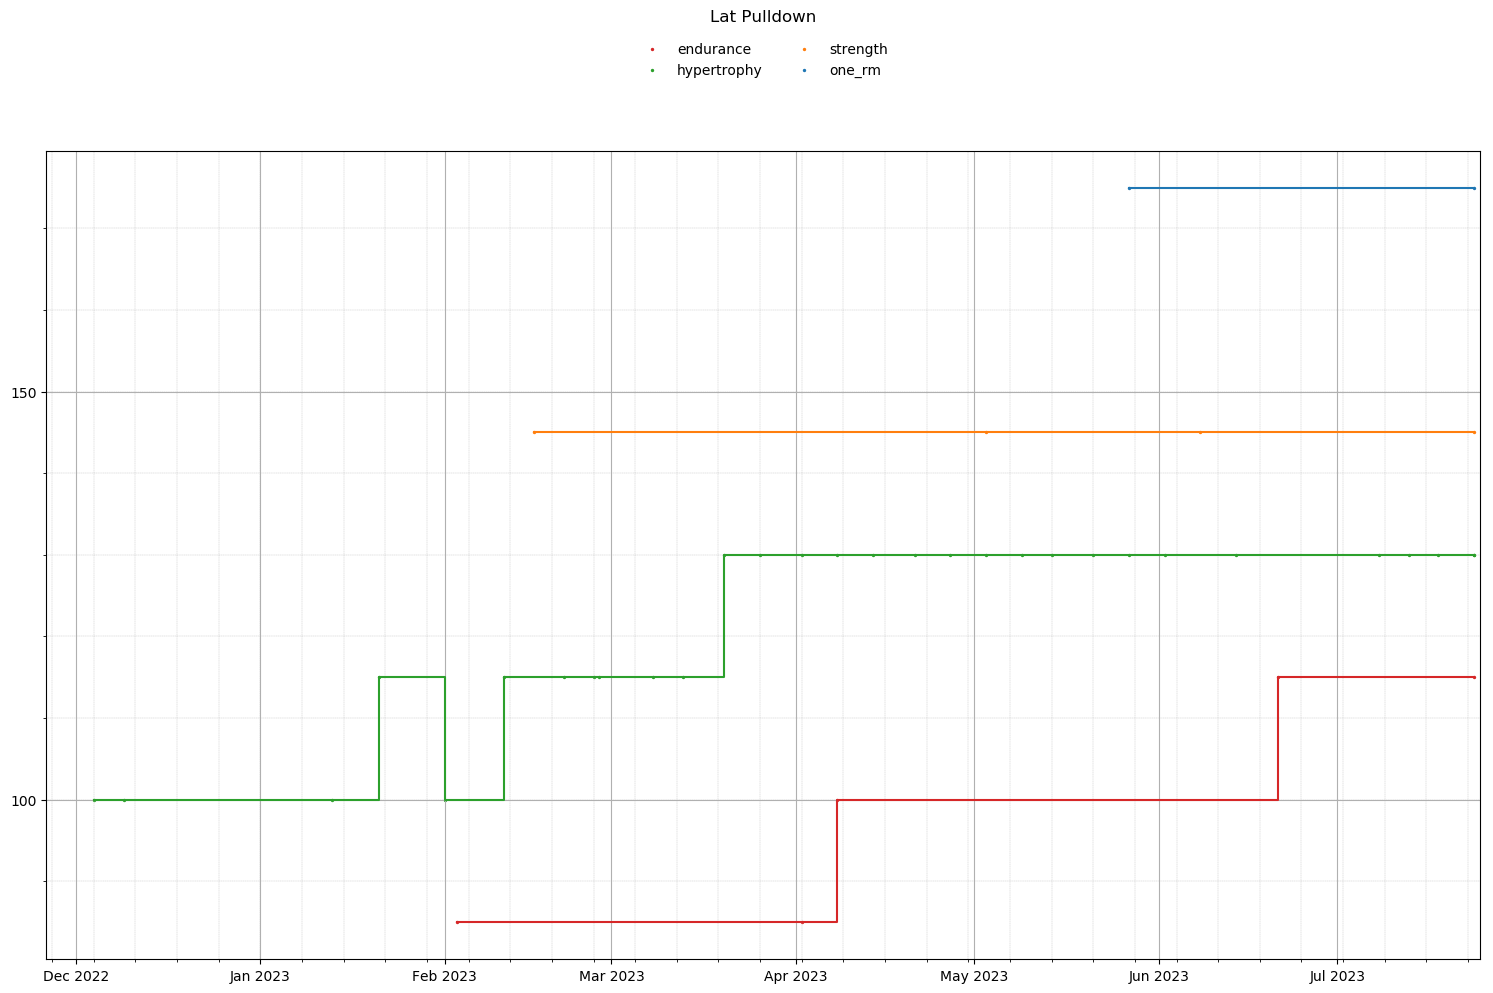 Lat Pulldown
endurance strength
hypertrophy one_rm
150
100
Dec 2022 Jan 2023 Feb 2023 Mar 2023 Apr 2023 May 2023 Jun 2023 Jul 2023